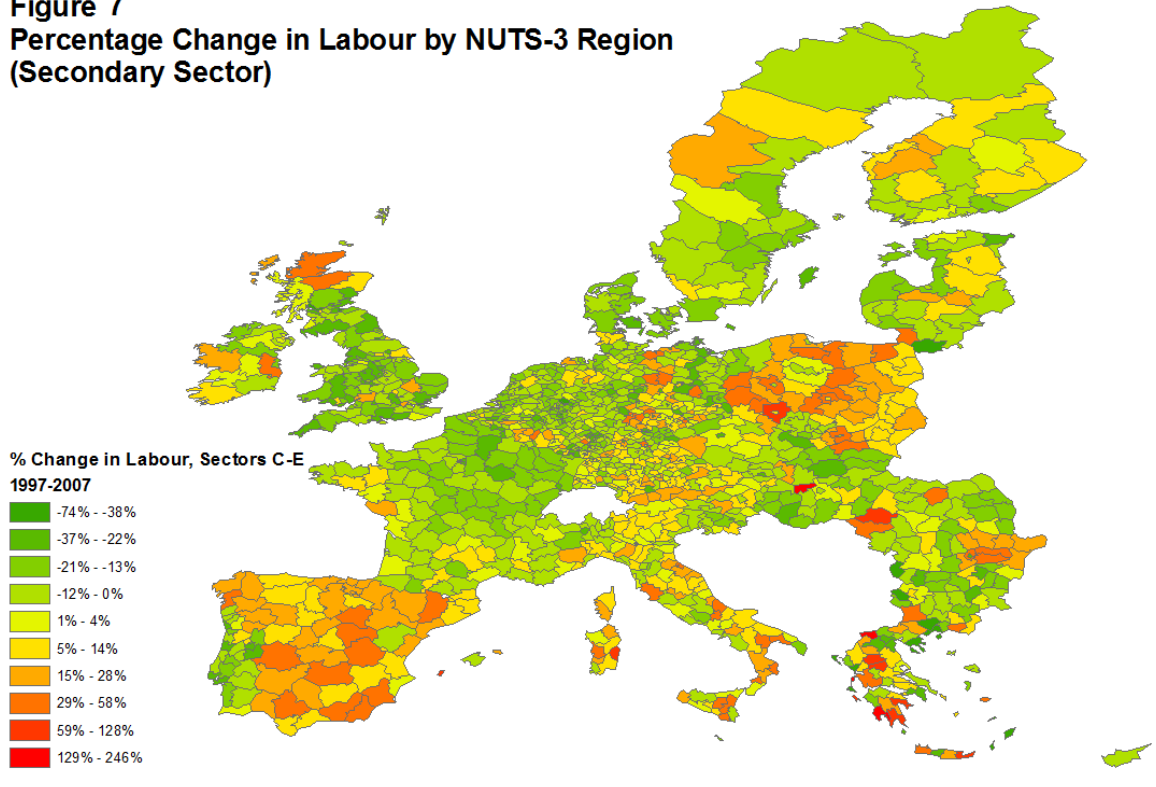 Figure 7
Percentage Change in Labour by NUTS-3 Region
(Secondary Sector)
% Change in Labour, Sectors C-E
1997-2007
-74% - -38%
-37% - -22%
-21% - -13%
-12% - 0%
1% - 4%
5% - 14%
15% - 28%
29% - 58%
59% - 128%
129% - 246%